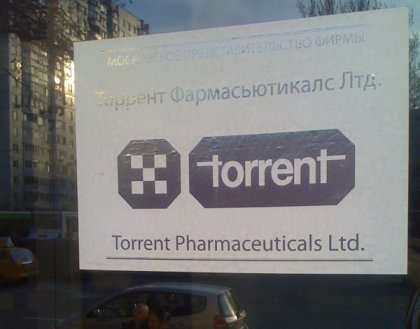 МОСКОВСКОЕ ПРЕДСТАВИТЕЛЬСТВО ФИРМЫ
Торрент Фармасьютикалс Лтд.
torrent
Torrent Pharmaceuticals Ltd.